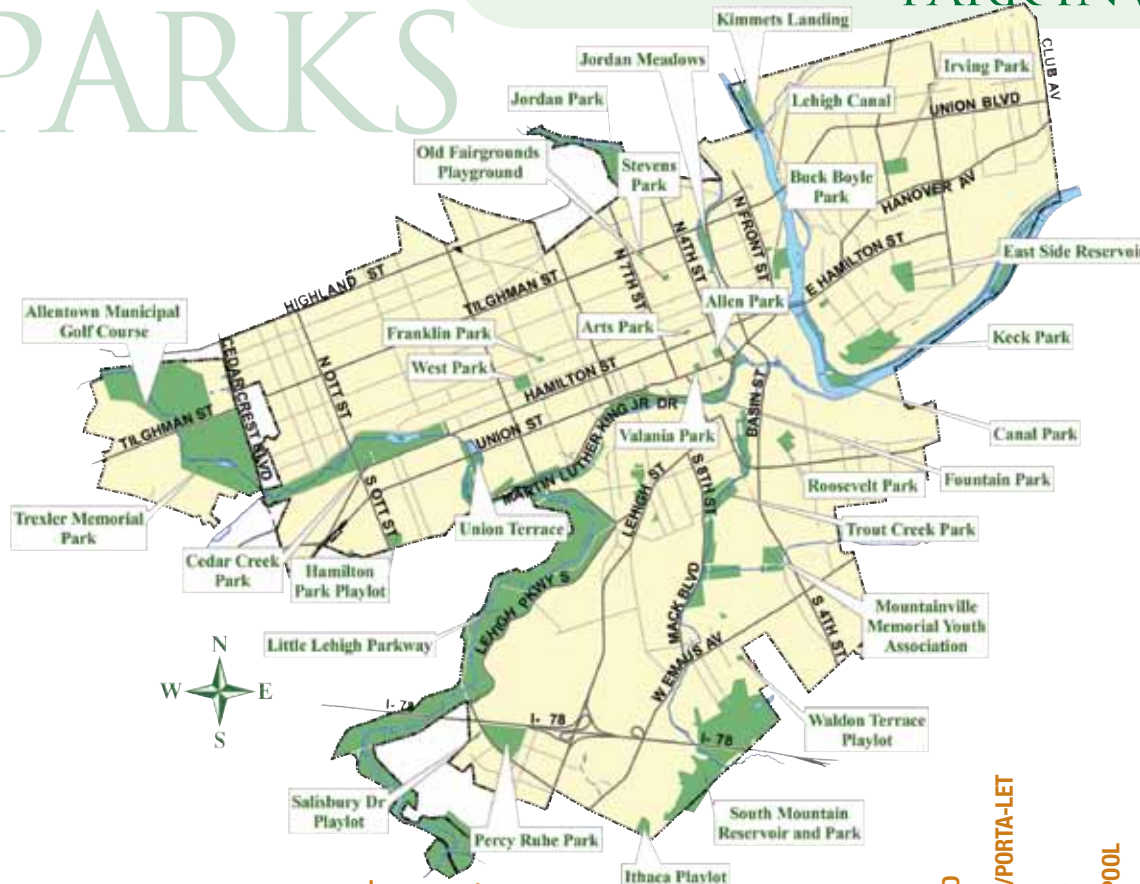 PARKS
Kimmets Landing
Jordan Meadows
Irving Park
CLUB AV
Jordan Park
Lehigh Canal
UNION BLVD
Old Fairgrounds
Playground
Stevens
Park
Buck Boyle
Park
HANOVER AV
N 4TH ST
N FRONT ST
N 7TH ST
E HAMILTON ST
East Side Reservoir
HIGHLAND ST
TILGHMAN ST
Allen Park
Allentown Municipal
Golf Course
Franklin Park
Arts Park
Keck Park
West Park
HAMILTON ST
CEDAR CREST BLVD
N OTT ST
TILGHMAN ST
UNION ST
MARTIN LUTHER KING JR. DR
BASIN ST
Valania Park
Canal Park
S OTT ST
LEHIGH ST
S 8TH ST
Roosevelt Park
Fountain Park
Trexler Memorial
Park
Union Terrace
Trout Creek Park
Cedar Creek
Park
Hamilton
Park Playlot
LEHIGH PKWY S
MACK BLVD
S 4TH ST
Mountainville
Memorial Youth
Association
Little Lehigh Parkway
W EMAUS AV
N
W
E
S
I- 78
I- 78
I- 78
Waldon Terrace
Playlot
Salisbury Dr
Playlot
Percy Ruhe Park
South Mountain
Reservoir and Park
Ithaca Playlot
/PORTA-LET
POOL